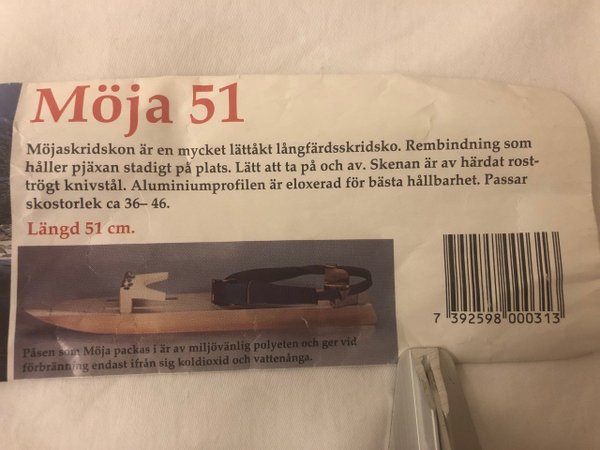 Möja 51
Möjaskridskon är en mycket lättåkt långfärdsskridsko. Rembindning som
håller pjäxan stadigt på plats. Lätt att ta på och av. Skenan är av härdat rost-
trögt knivstål. Aluminiumprofilen är eloxerad för bästa hållbarhet. Passar
skostorlek ca 36– 46.
Längd 51 cm.
Påsen som Möja packas i är av miljövänlig polyeten och ger vid
förbränning endast ifrån sig koldioxid och vattenånga.
7 392598 000313